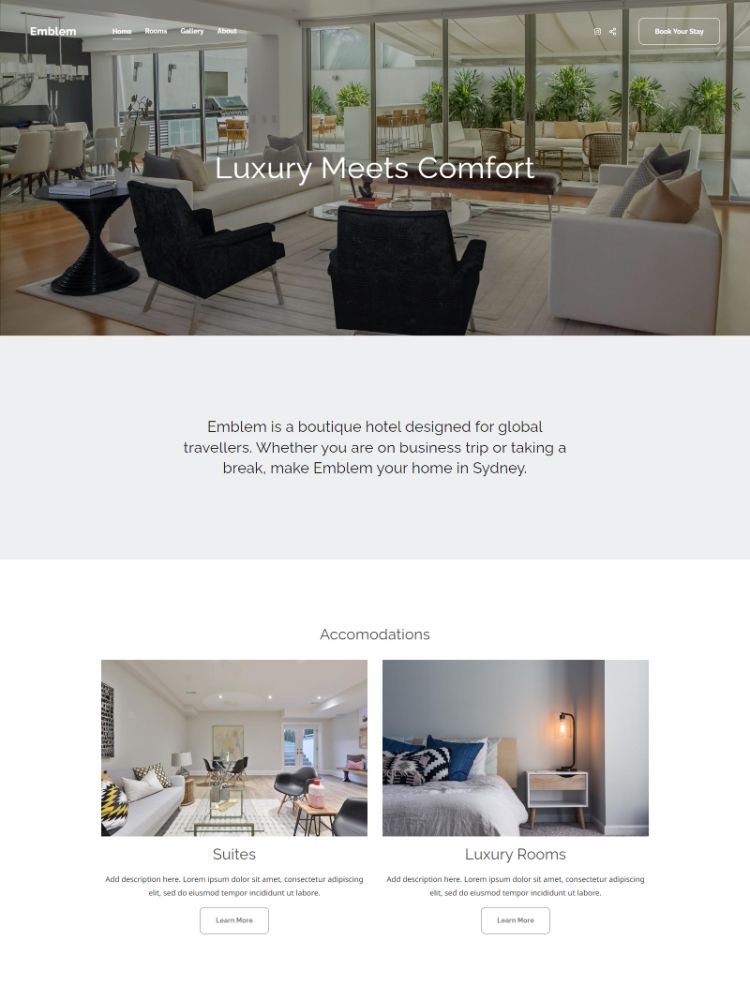 Emblem
Home Rooms Gallery About
Book Your Stay
Luxury Meets Comfort
Emblem is a boutique hotel designed for global
travellers. Whether you are on business trip or taking a
break, make Emblem your home in Sydney.
Accomodations
Suites
Add description here. Lorem ipsum dolor sit amet, consectetur adipiscing
elit, sed do eiusmod tempor incididunt ut labore.
Learn More
Luxury Rooms
Add description here. Lorem ipsum dolor sit amet, consectetur adipiscing
elit, sed do eiusmod tempor incididunt ut labore.
Learn More